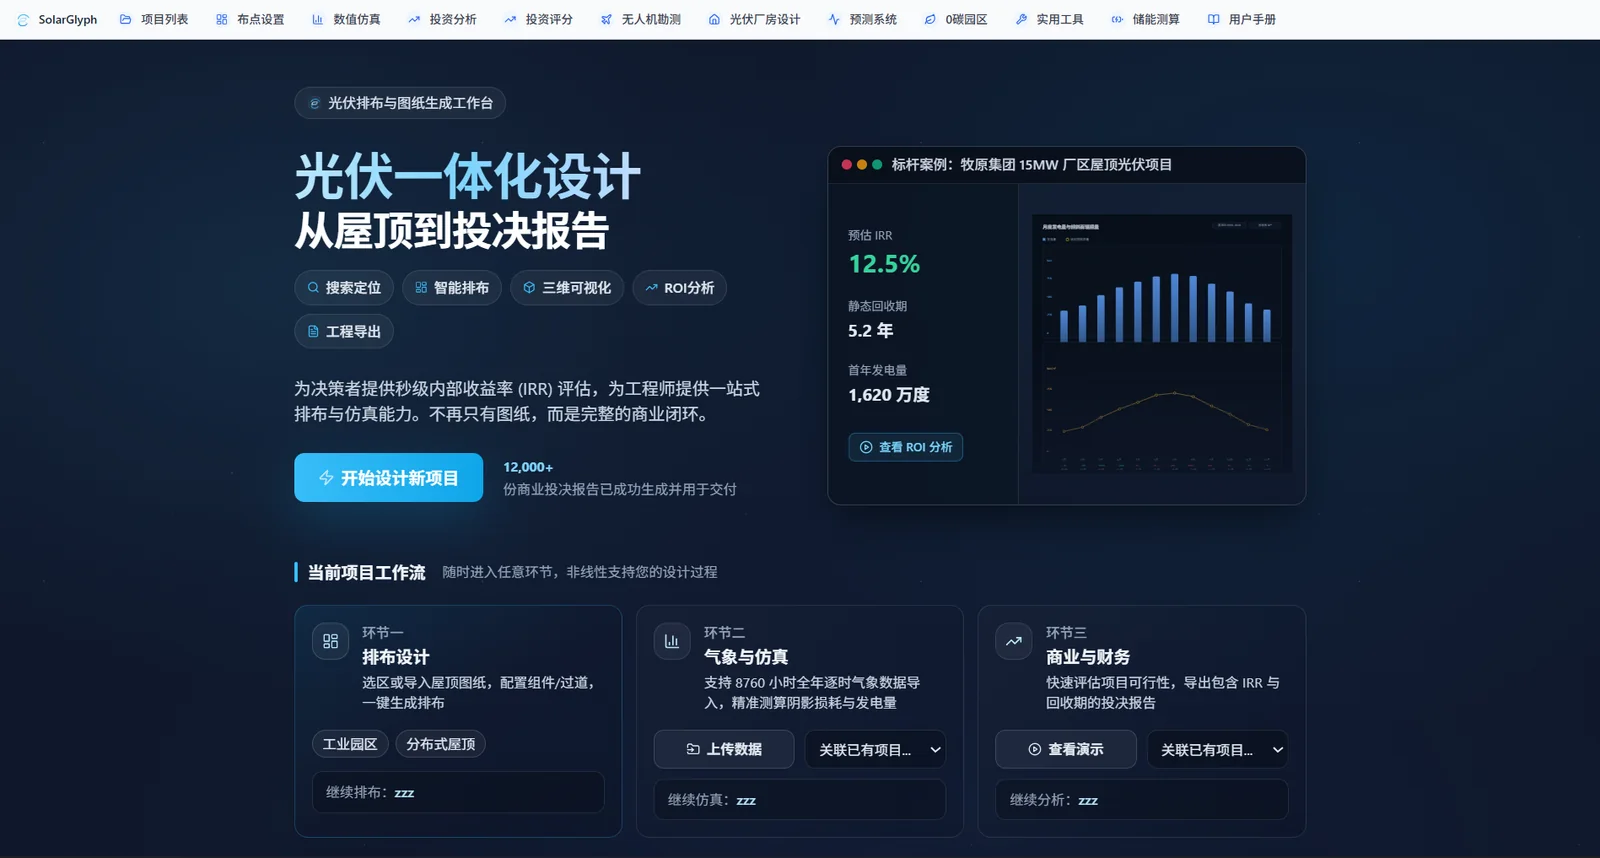 SolarGlyph
项目列表
布点设置
数值仿真
投资分析
投资评分
无人机勘测
光伏厂房设计
预测系统
0碳园区
实用工具
储能测算
用户手册
光伏排布与图纸生成工作台
光伏一体化设计
从屋顶到投决报告
搜索定位
智能排布
三维可视化
ROI分析
工程导出
为决策者提供秒级内部收益率 (IRR) 评估，为工程师提供一站式
排布与仿真能力。不再只有图纸，而是完整的商业闭环。
开始设计新项目
12,000+
份商业投决报告已成功生成并用于交付
标杆案例：牧原集团 15MW 厂区屋顶光伏项目
预估 IRR
12.5%
静态回收期
5.2 年
首年发电量
1,620 万度
查看 ROI 分析
当前项目工作流
随时进入任意环节，非线性支持您的设计过程
环节一
排布设计
选区或导入屋顶图纸，配置组件/过道，
一键生成排布
工业园区
分布式屋顶
继续排布：zzz
环节二
气象与仿真
支持 8760 小时全年逐时气象数据导
入，精准测算阴影损耗与发电量
上传数据
关联已有项目...
继续仿真：zzz
环节三
商业与财务
快速评估项目可行性，导出包含 IRR 与
回收期的投决报告
查看演示
关联已有项目...
继续分析：zzz